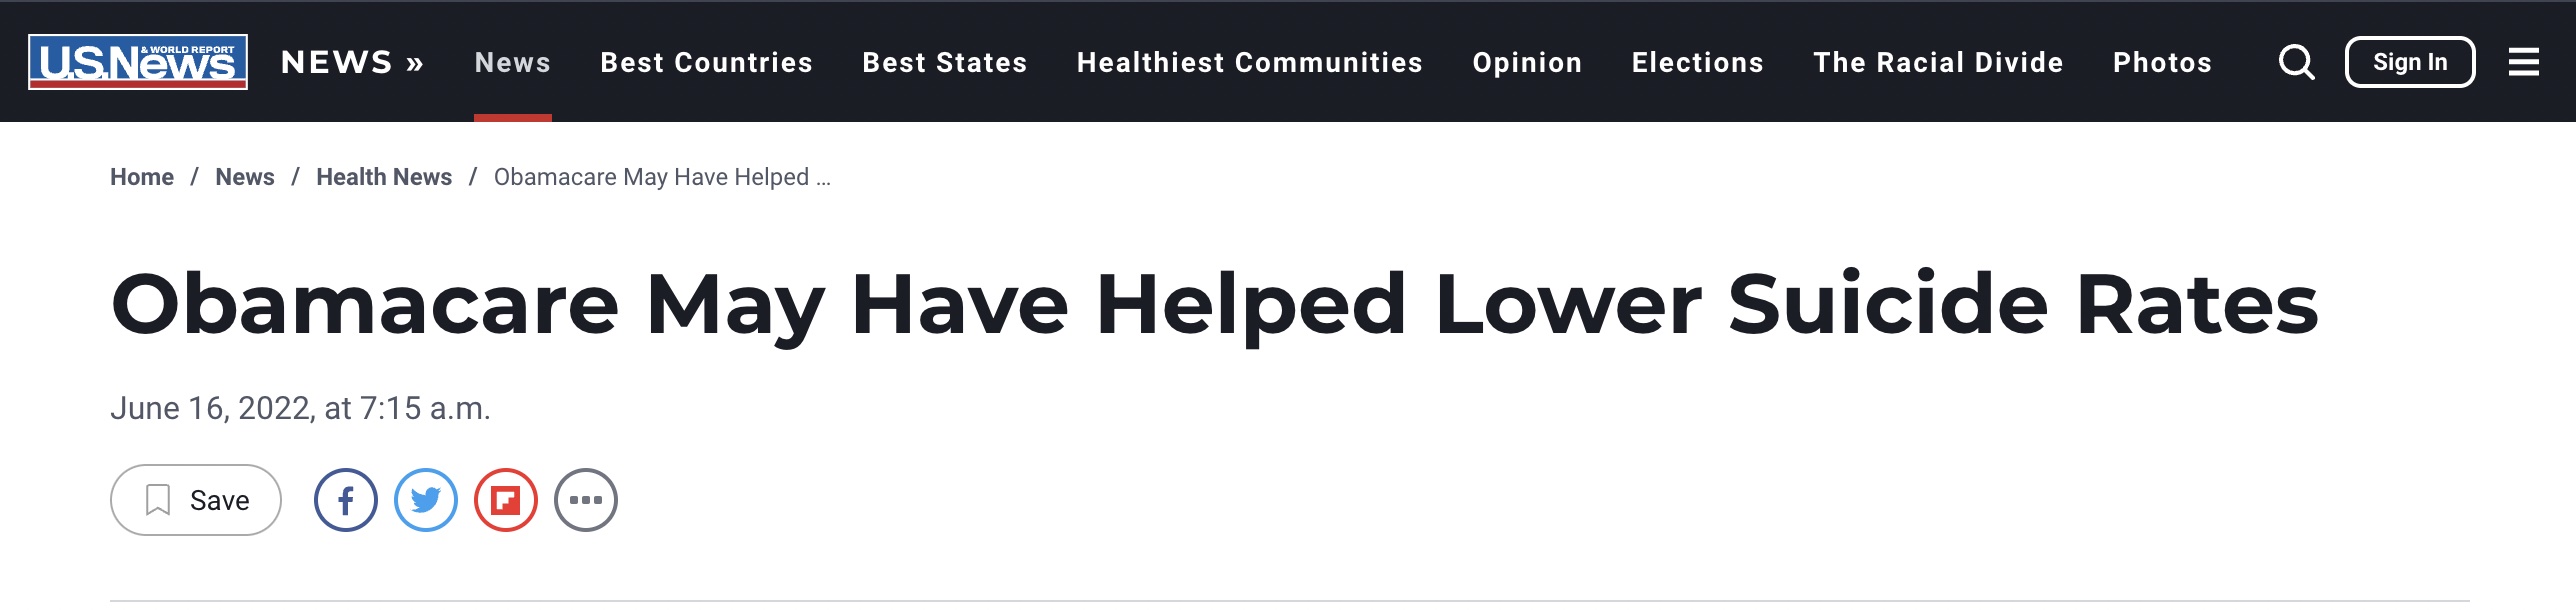 U.S. News & WORLD REPORT NEWS » News Best Countries Best States Healthiest Communities Opinion Elections The Racial Divide Photos Sign In
Home / News / Health News / Obamacare May Have Helped ...
Obamacare May Have Helped Lower Suicide Rates
June 16, 2022, at 7:15 a.m.
Save